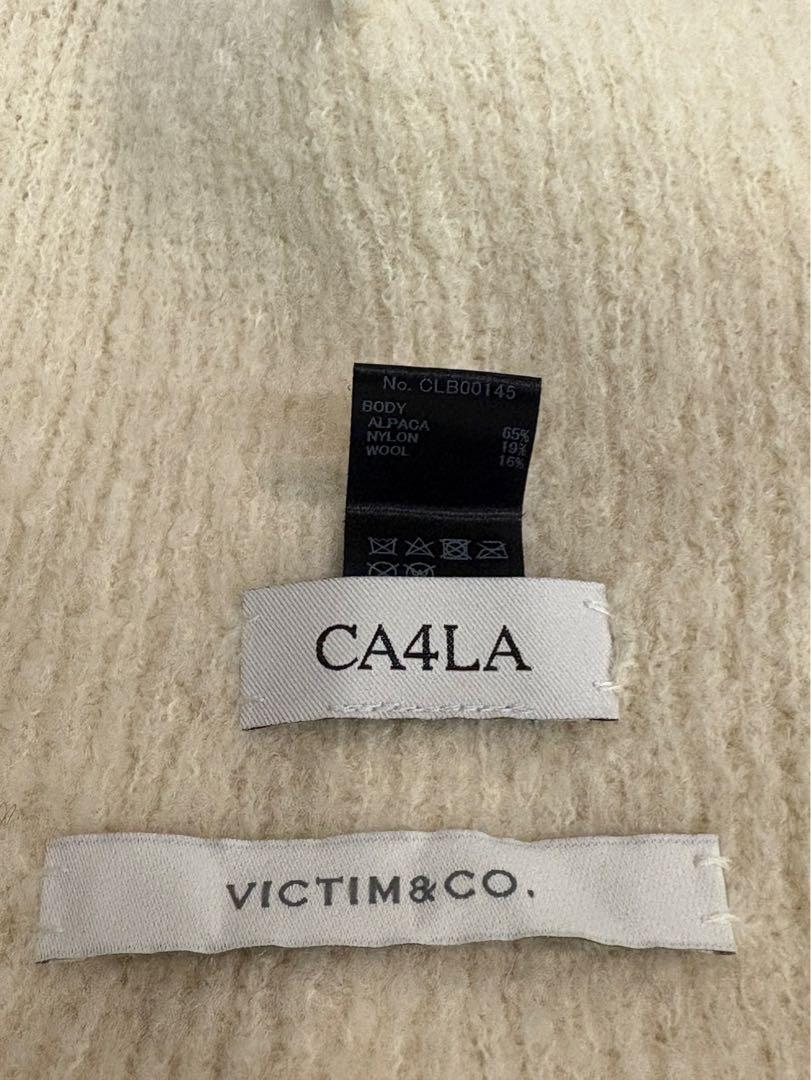 No. CLB00145
BODY
ALPACA 65%
NYLON 19%
WOOL 16%
CA4LA
VICTIM&CO.